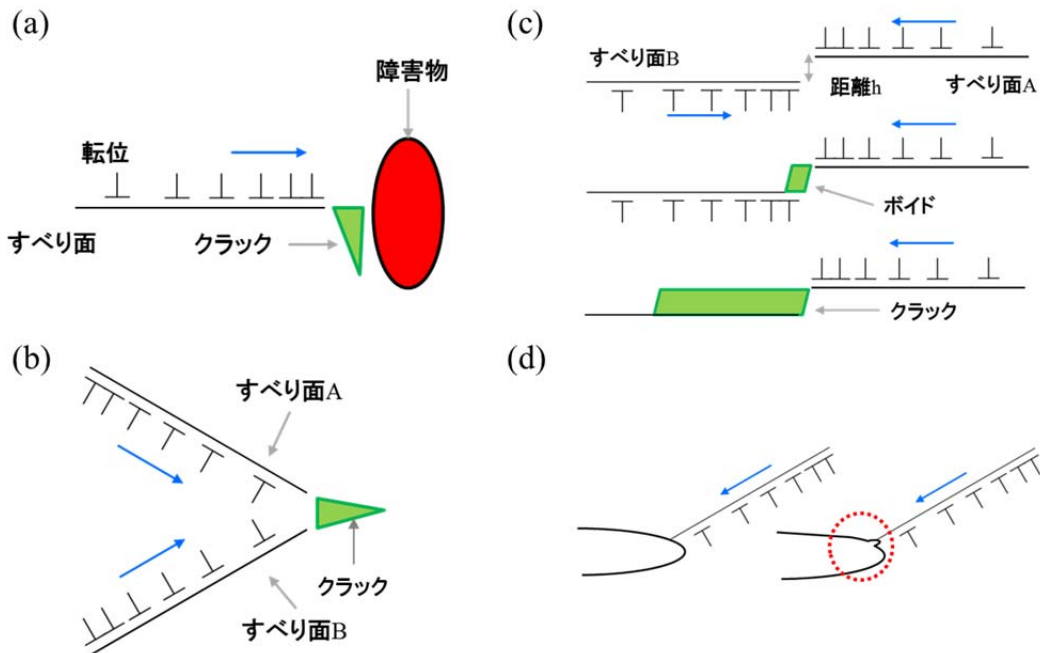 (a)
障害物
転位
すべり面
クラック
(c)
すべり面B
距離h
すべり面A
ボイド
クラック
(b)
すべり面A
クラック
すべり面B
(d)